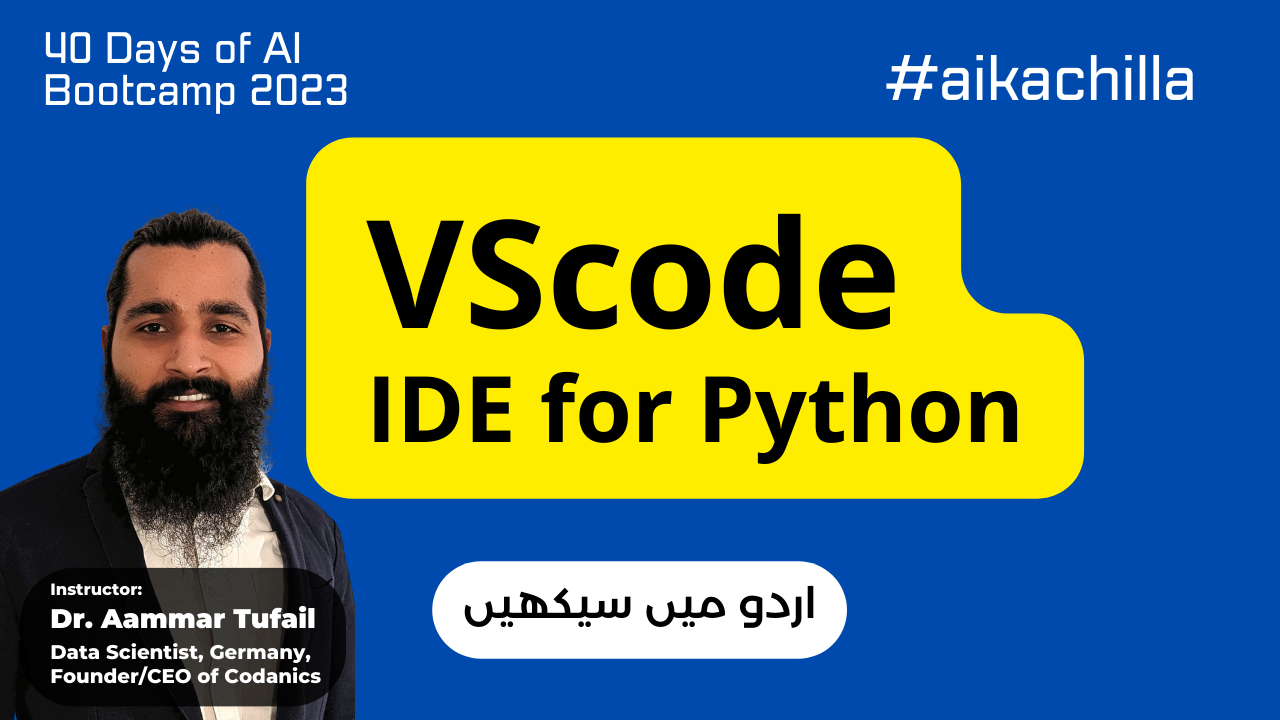 40 Days of AI
Bootcamp 2023
#aikachilla
VScode
IDE for Python
Instructor:
Dr. Aammar Tufail
Data Scientist, Germany,
Founder/CEO of Codanics
اردو میں سیکھیں